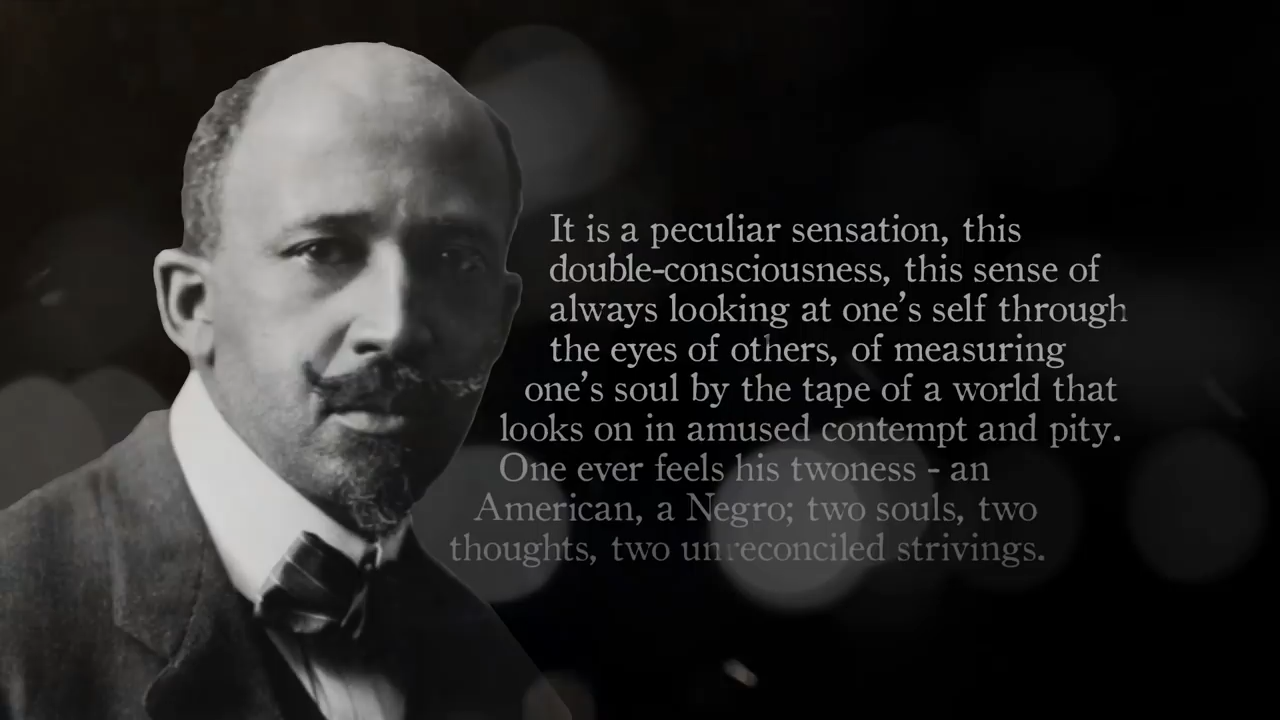 It is a peculiar sensation, this
double-consciousness, this sense of
always looking at one’s self through
the eyes of others, of measuring
one’s soul by the tape of a world that
looks on in amused contempt and pity.
One ever feels his twoness - an
American, a Negro; two souls, two
thoughts, two unreconciled strivings.